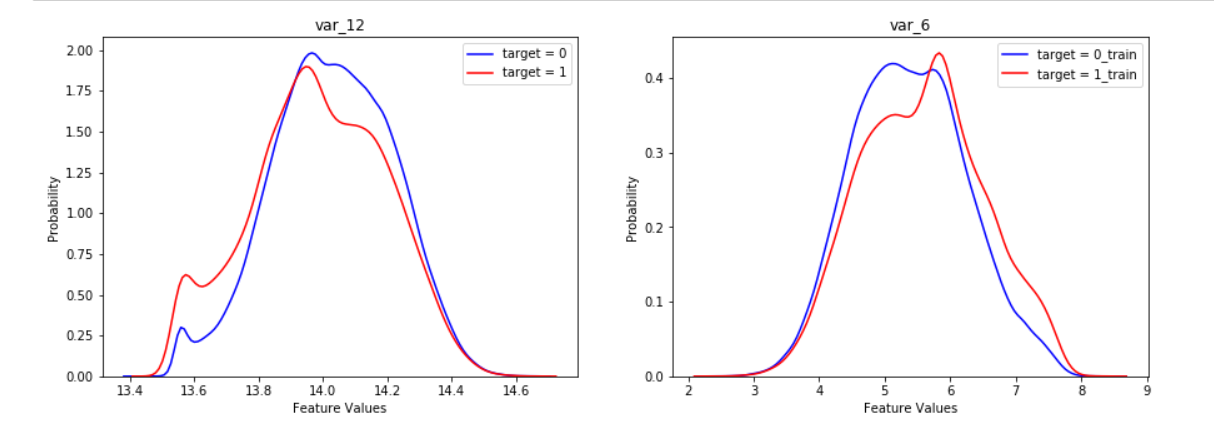 var_12
target = 0
target = 1
2.00
1.75
1.50
1.25
1.00
0.75
0.50
0.25
0.00
Probability
13.4 13.6 13.8 14.0 14.2 14.4 14.6
Feature Values
var_6
target = 0_train
target = 1_train
0.4
0.3
0.2
0.1
0.0
Probability
2 3 4 5 6 7 8 9
Feature Values